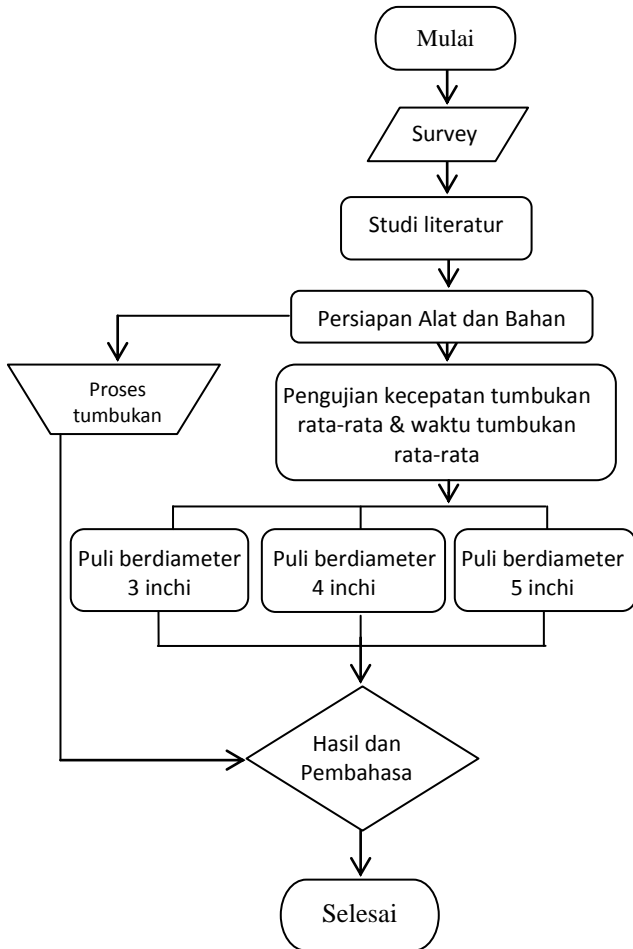 Mulai
Survey
Studi literatur
Persiapan Alat dan Bahan
Proses
tumbukan
Pengujian kecepatan tumbukan
rata-rata & waktu tumbukan
rata-rata
Puli berdiameter
3 inchi
Puli berdiameter
4 inchi
Puli berdiameter
5 inchi
Hasil dan
Pembahasa
Selesai